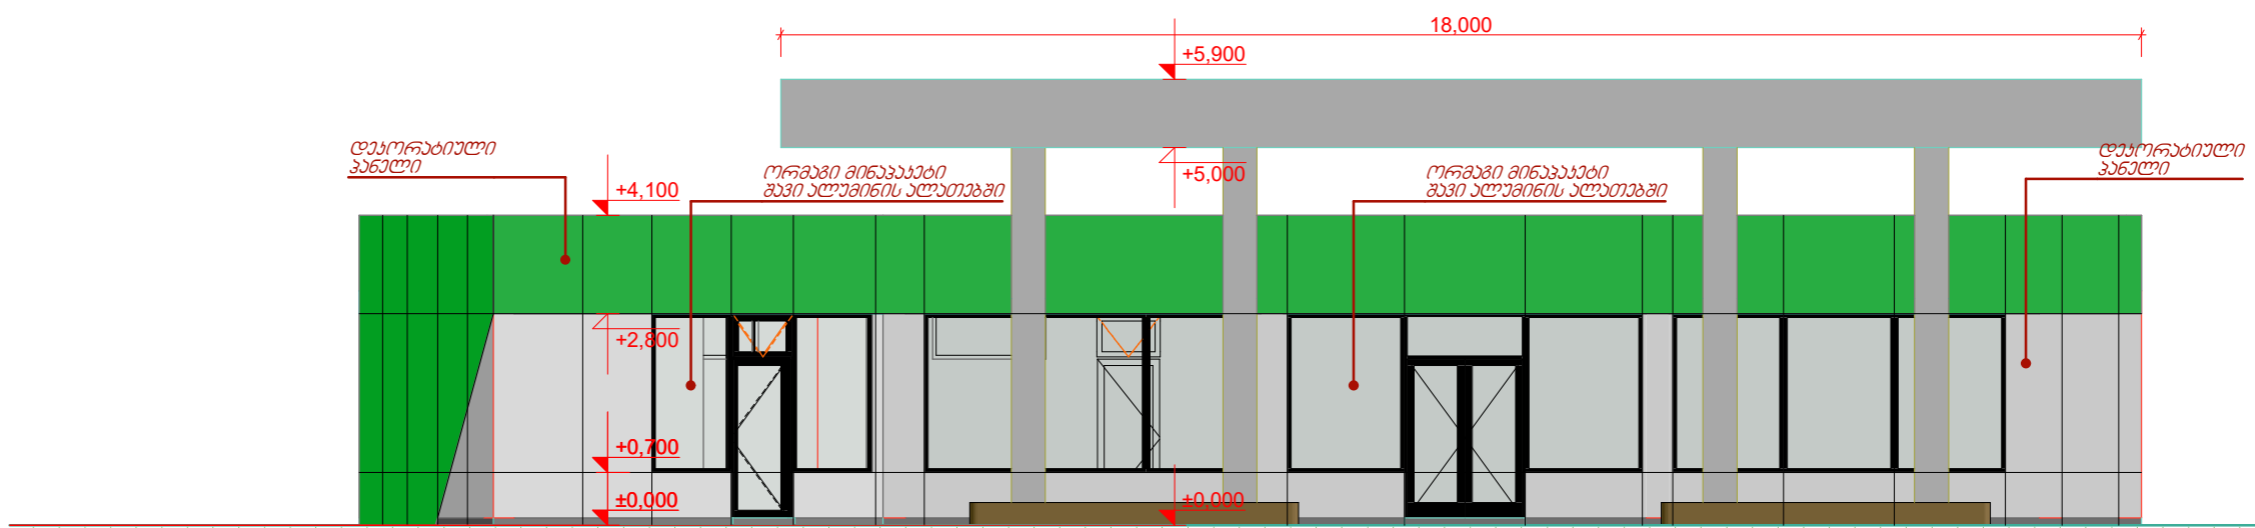 18,000
+5,900
დეკორატიული
პანელი
ორმაგი მინაპაკეტი
შავი ალუმინის ალათებში
+5,000
ორმაგი მინაპაკეტი
შავი ალუმინის ალათებში
დეკორატიული
პანელი
+4,100
+2,800
+0,700
±0,000
±0,000